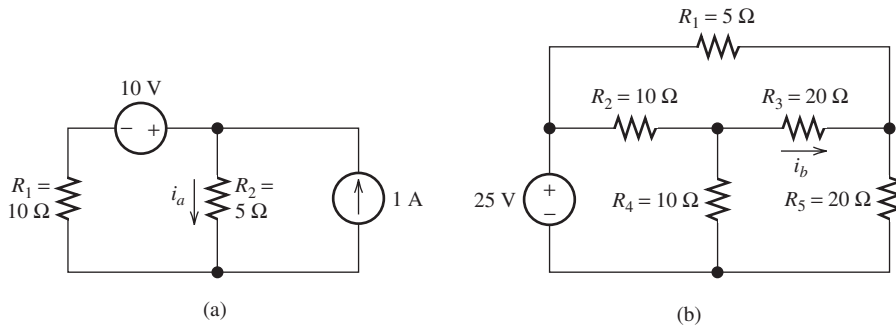 10 V
− +
R1 =
10 Ω
ia
R2 =
5 Ω
1 A
(a)
R1 = 5 Ω
R2 = 10 Ω
R3 = 20 Ω
ib
25 V
+
−
R4 = 10 Ω
R5 = 20 Ω
(b)